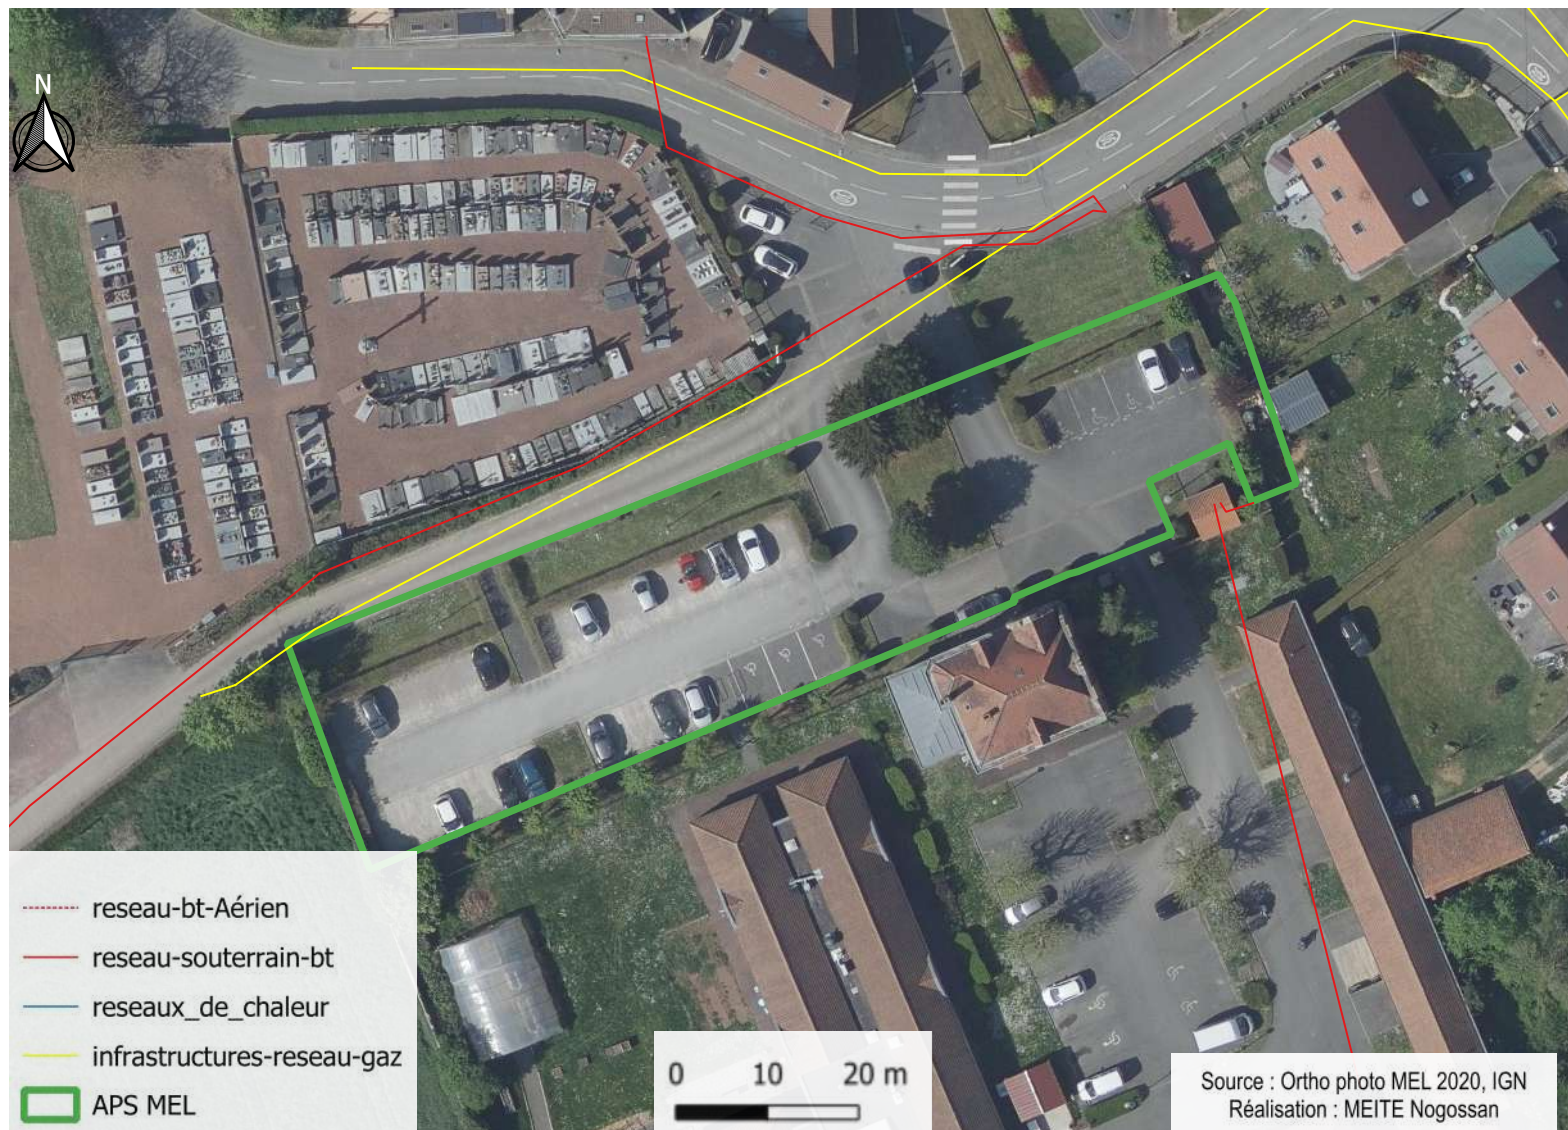 N
reseau-bt-Aérien
reseau-souterrain-bt
reseaux_de_chaleur
infrastructures-reseau-gaz
APS MEL
0 10 20 m
Source : Ortho photo MEL 2020, IGN
Réalisation : MEITE Nogossan